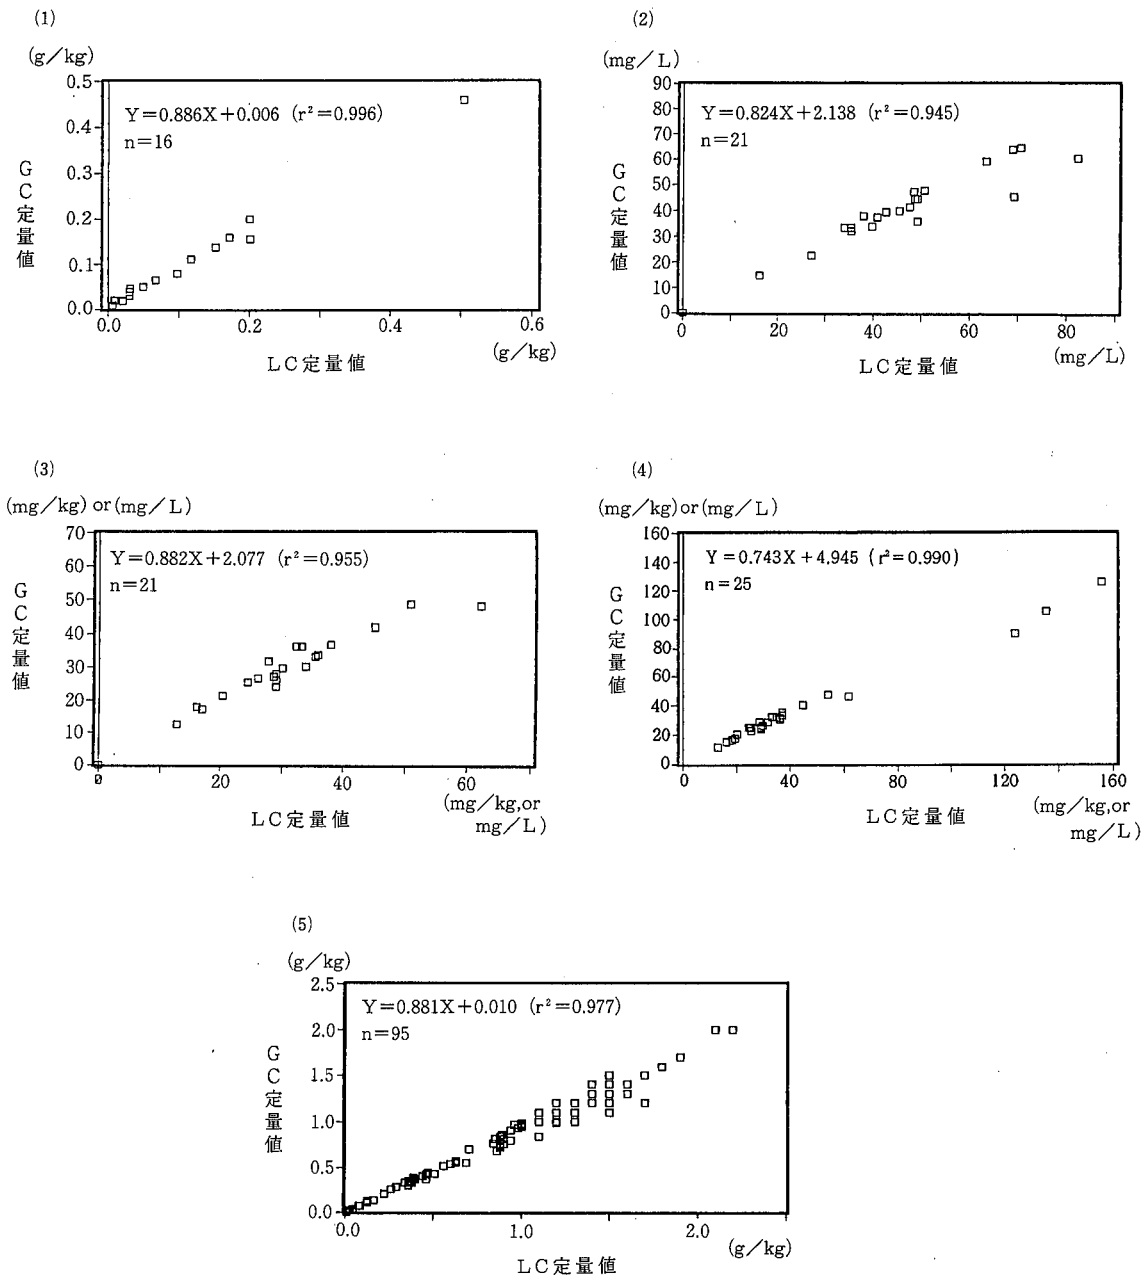 (1)
(g/kg)
0.5
0.4
0.3
0.2
0.1
0.0
GC定量値
Y=0.886X+0.006 (r²=0.996)
n=16
0.0 0.2 0.4 0.6
(g/kg)
LC定量値
(2)
(mg/L)
90
80
70
60
50
40
30
20
10
0
GC定量値
Y=0.824X+2.138 (r²=0.945)
n=21
0 20 40 60 80
(mg/L)
LC定量値
(3)
(mg/kg) or (mg/L)
70
60
50
40
30
20
10
0
GC定量値
Y=0.882X+2.077 (r²=0.955)
n=21
0 20 40 60
(mg/kg,or
mg/L)
LC定量値
(4)
(mg/kg) or (mg/L)
160
140
120
100
80
60
40
20
0
GC定量値
Y=0.743X+4.945 (r²=0.990)
n=25
0 40 80 120 160
(mg/kg,or
mg/L)
LC定量値
(5)
(g/kg)
2.5
2.0
1.5
1.0
0.5
0.0
GC定量値
Y=0.881X+0.010 (r²=0.977)
n=95
0.0 1.0 2.0
(g/kg)
LC定量値